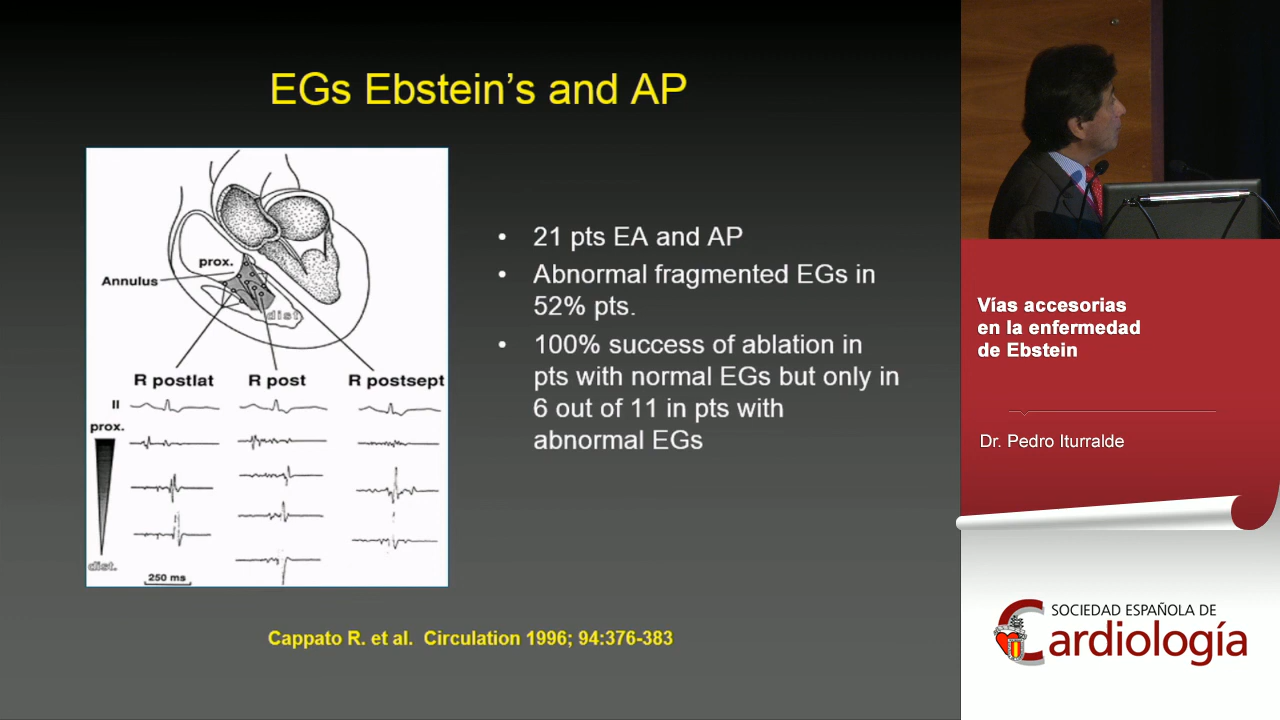 EGs Ebstein’s and AP
prox.
Annulus
dist
R postlat R post R postsept
II
prox.
dist.
250 ms
• 21 pts EA and AP
• Abnormal fragmented EGs in
52% pts.
• 100% success of ablation in
pts with normal EGs but only in
6 out of 11 in pts with
abnormal EGs
Cappato R. et al. Circulation 1996; 94:376-383
Vías accesorias
en la enfermedad
de Ebstein
Dr. Pedro Iturralde
SOCIEDAD ESPAÑOLA DE
Cardiología